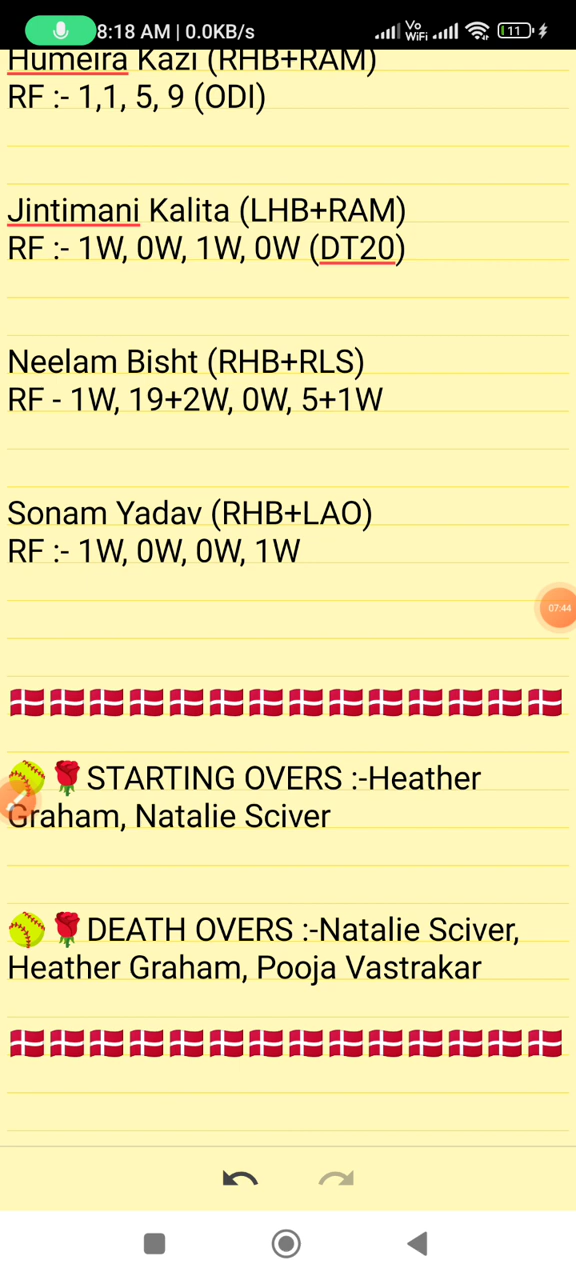 8:18 AM | 0.0KB/s
Vo
WiFi
11
Humeira Kazi (RHB+RAM)
RF :- 1,1, 5, 9 (ODI)
Jintimani Kalita (LHB+RAM)
RF :- 1W, 0W, 1W, 0W (DT20)
Neelam Bisht (RHB+RLS)
RF - 1W, 19+2W, 0W, 5+1W
Sonam Yadav (RHB+LAO)
RF :- 1W, 0W, 0W, 1W
07:44
🇩🇰🇩🇰🇩🇰🇩🇰🇩🇰🇩🇰🇩🇰🇩🇰🇩🇰🇩🇰🇩🇰🇩🇰🇩🇰🇩🇰
🥎🌹STARTING OVERS :-Heather
Graham, Natalie Sciver
🥎🌹DEATH OVERS :-Natalie Sciver,
Heather Graham, Pooja Vastrakar
🇩🇰🇩🇰🇩🇰🇩🇰🇩🇰🇩🇰🇩🇰🇩🇰🇩🇰🇩🇰🇩🇰🇩🇰🇩🇰🇩🇰